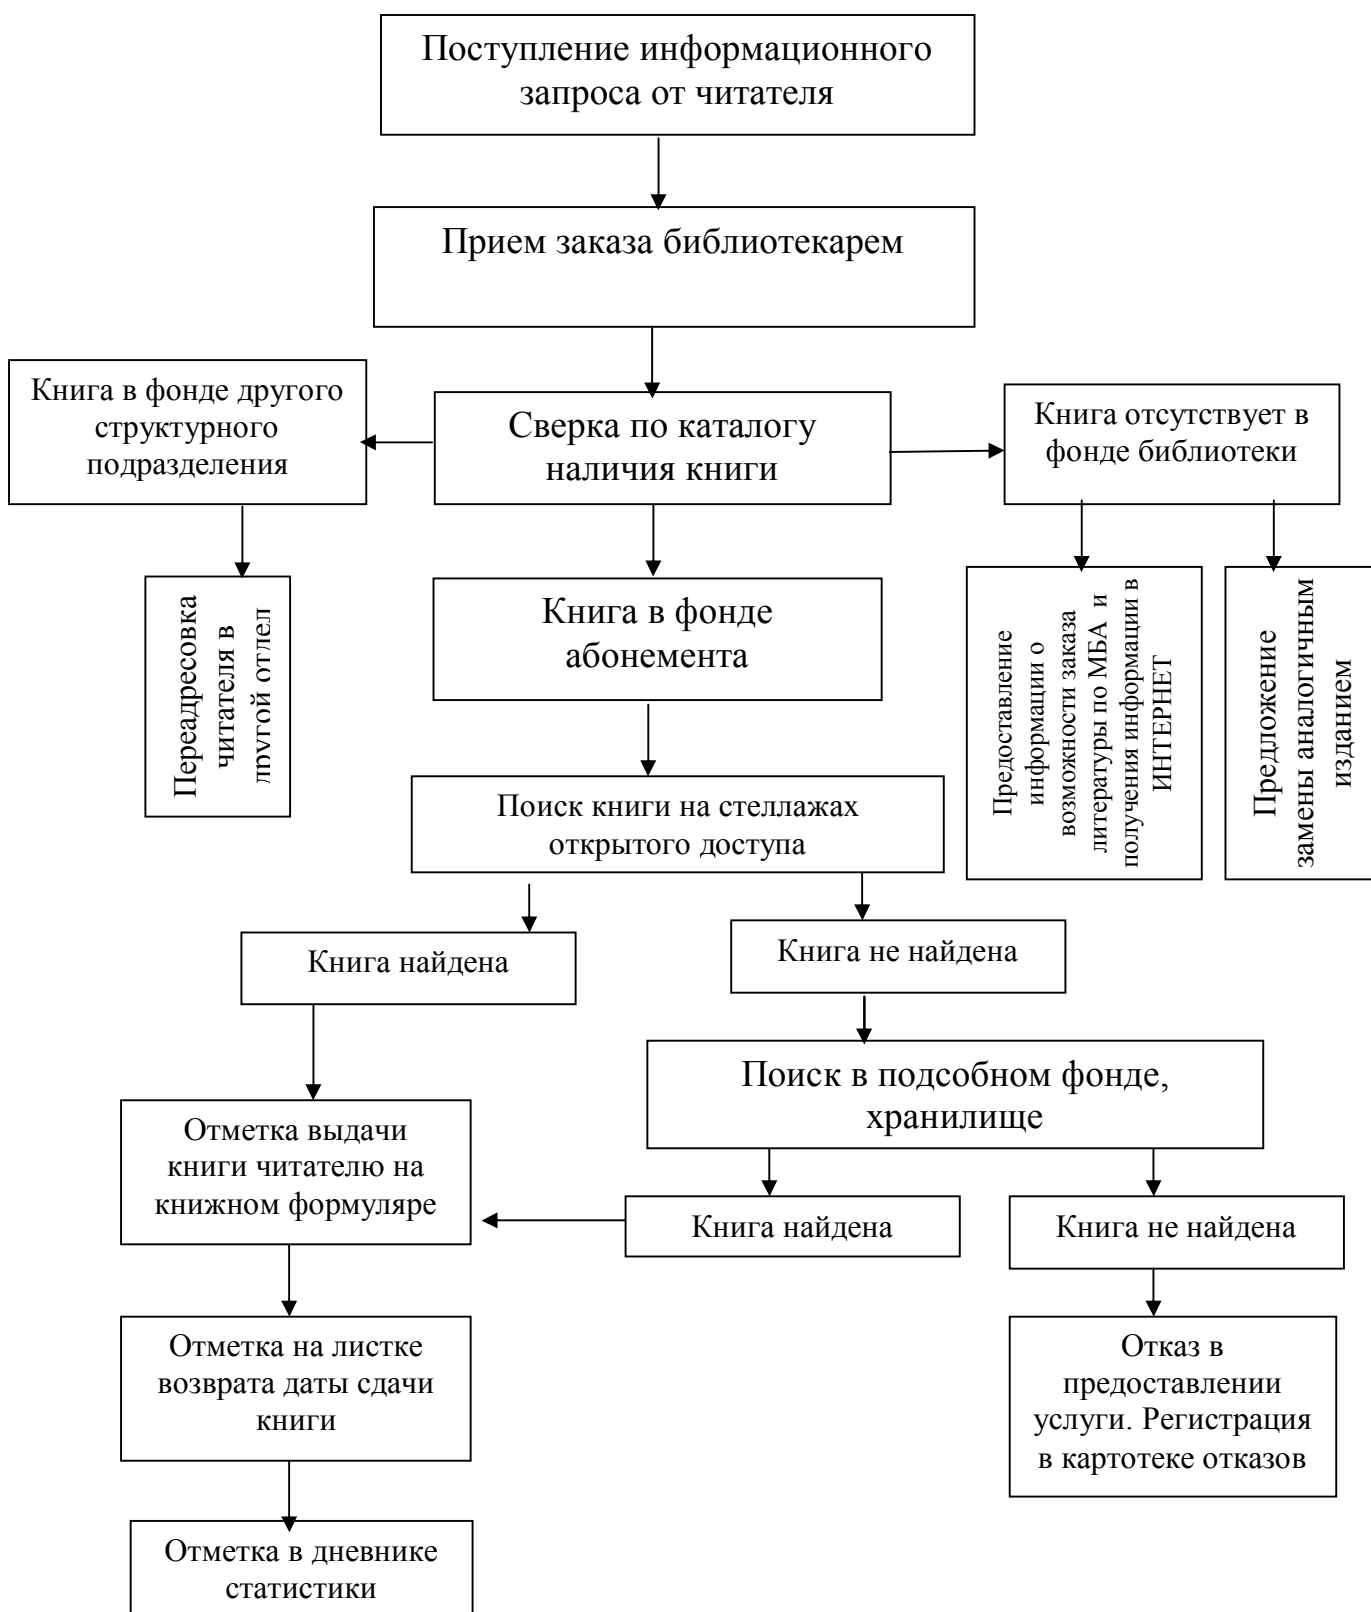 Поступление информационного
запроса от читателя
Прием заказа библиотекарем
Книга в фонде другого
структурного
подразделения
Сверка по каталогу
наличия книги
Книга отсутствует в
фонде библиотеки
Переадресовка
читателя в
другой отдел
Книга в фонде
абонемента
Предоставление
информации о
возможности заказа
литературы по МБА и
получения информации в
ИНТЕРНЕТ
Предложение
замены аналогичным
изданием
Поиск книги на стеллажах
открытого доступа
Книга найдена
Книга не найдена
Поиск в подсобном фонде,
хранилище
Отметка выдачи
книги читателю на
книжном формуляре
Книга найдена
Книга не найдена
Отметка на листке
возврата даты сдачи
книги
Отказ в
предоставлении
услуги. Регистрация
в картотеке отказов
Отметка в дневнике
статистики